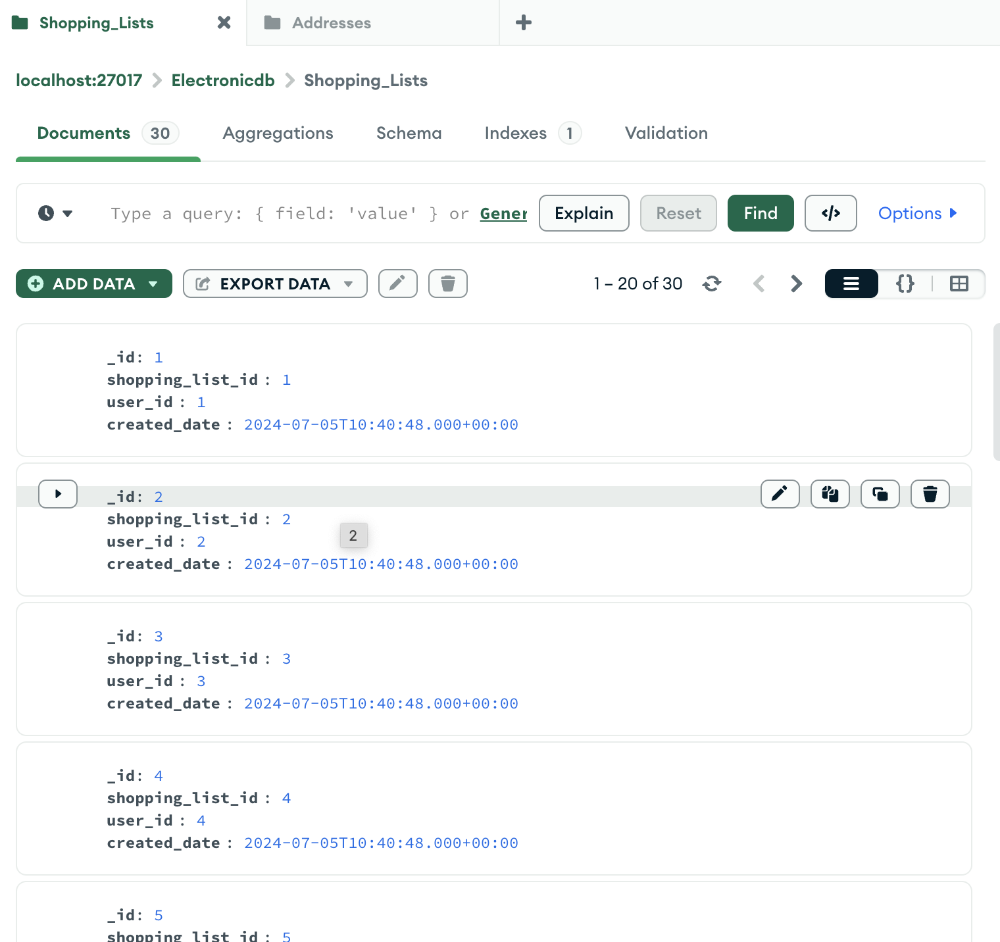 Shopping_Lists
Addresses
localhost:27017 Electronicdb Shopping_Lists
Documents 30 Aggregations Schema Indexes 1 Validation
Type a query: { field: 'value' } or Gener Explain Reset Find </> Options
ADD DATA EXPORT DATA 1 – 20 of 30 {}
_id: 1
shopping_list_id : 1
user_id : 1
created_date : 2024-07-05T10:40:48.000+00:00
_id: 2
shopping_list_id : 2
user_id : 2
2
created_date : 2024-07-05T10:40:48.000+00:00
_id: 3
shopping_list_id : 3
user_id : 3
created_date : 2024-07-05T10:40:48.000+00:00
_id: 4
shopping_list_id : 4
user_id : 4
created_date : 2024-07-05T10:40:48.000+00:00
_id: 5
shopping_list_id : 5